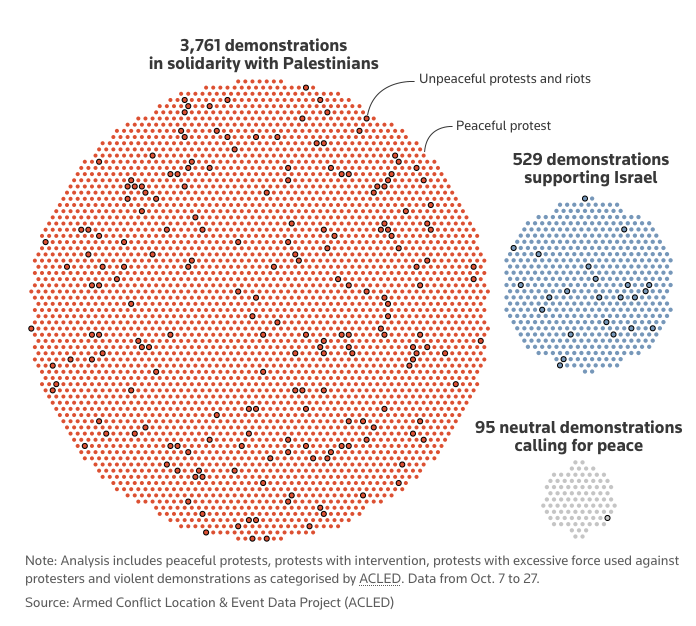 3,761 demonstrations
in solidarity with Palestinians
Unpeaceful protests and riots
Peaceful protest
529 demonstrations
supporting Israel
95 neutral demonstrations
calling for peace
Note: Analysis includes peaceful protests, protests with intervention, protests with excessive force used against
protesters and violent demonstrations as categorised by ACLED. Data from Oct. 7 to 27.
Source: Armed Conflict Location & Event Data Project (ACLED)